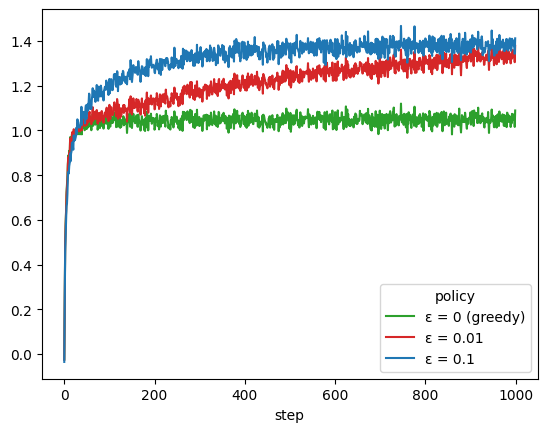 1.4
1.2
1.0
0.8
0.6
0.4
0.2
0.0
policy
ε = 0 (greedy)
ε = 0.01
ε = 0.1
0 200 400 600 800 1000
step